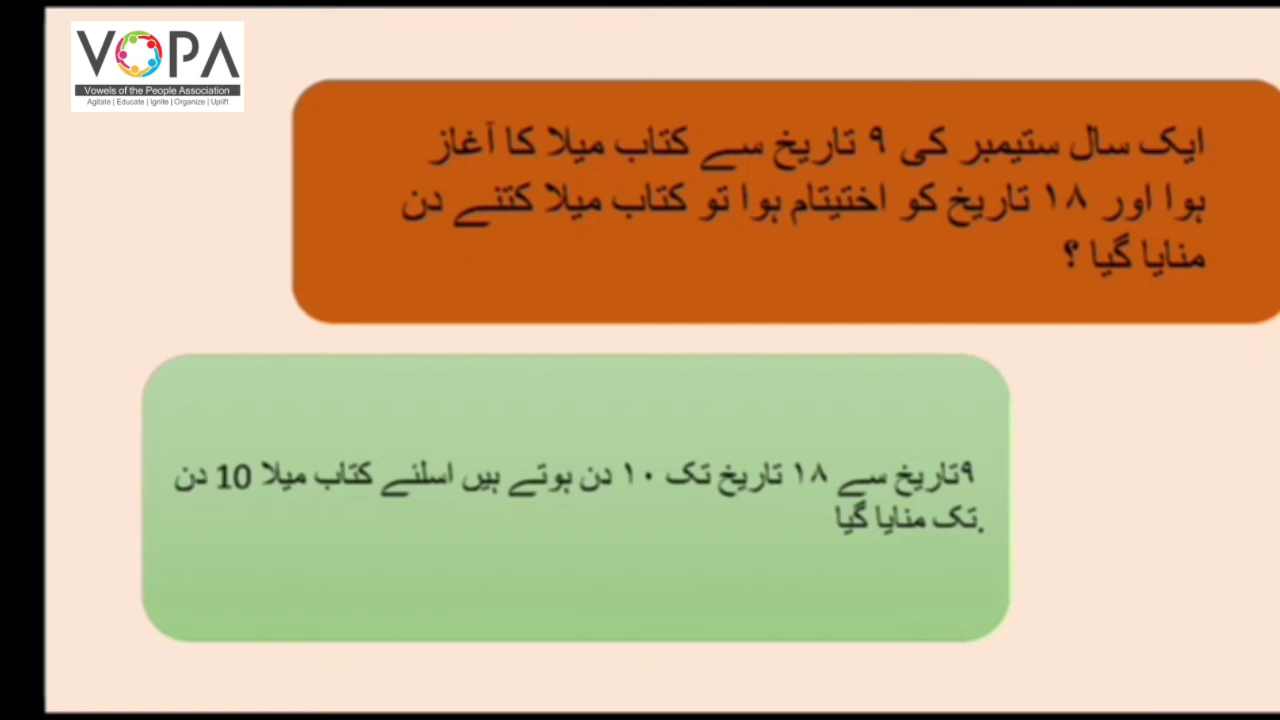 VOPA
Vowels of the People Association
Agitate | Educate | Ignite | Organize | Uplift
ایک سال ستیمبر کی ۹ تاریخ سے کتاب میلا کا آغاز
ہوا اور ۱۸ تاریخ کو اختیتام ہوا تو کتاب میلا کتنے دن
منایا گیا ؟
۹تاریخ سے ۱۸ تاریخ تک ۱۰ دن ہوتے ہیں اسلئے کتاب میلا 10 دن
تک منایا گیا.